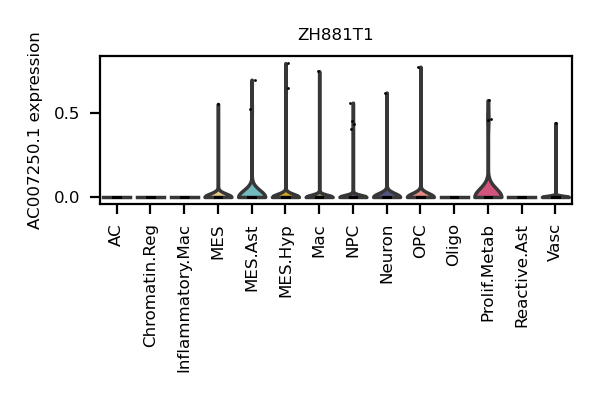 ZH881T1
AC007250.1 expression
0.5
0.0
AC
Chromatin.Reg
Inflammatory.Mac
MES
MES.Ast
MES.Hyp
Mac
NPC
Neuron
OPC
Oligo
Prolif.Metab
Reactive.Ast
Vasc